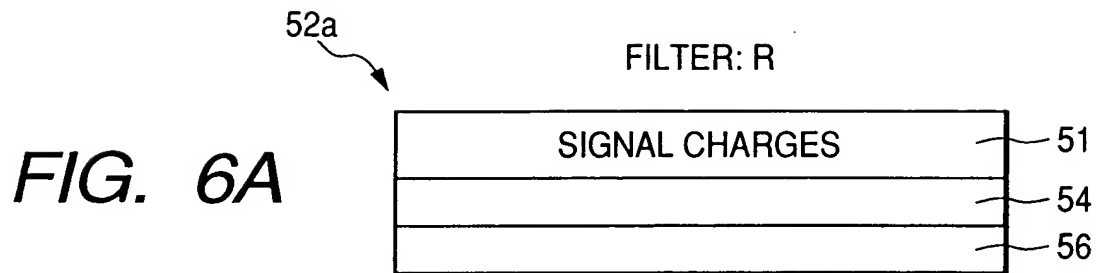 52a
FILTER: R
SIGNAL CHARGES
51
FIG. 6A
54
56